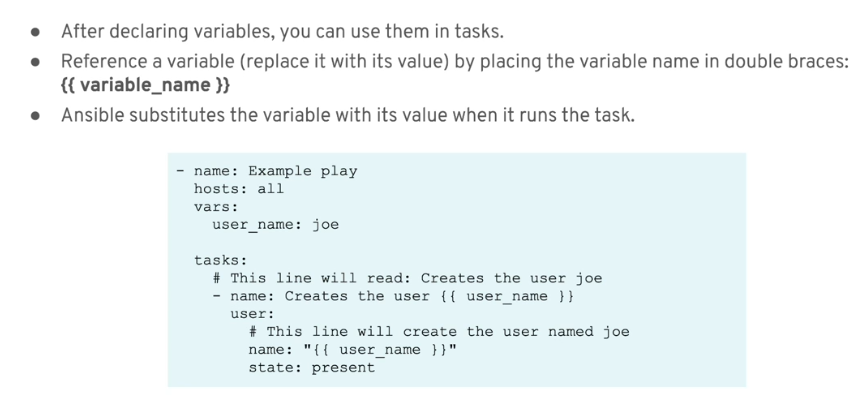 ● After declaring variables, you can use them in tasks.
● Reference a variable (replace it with its value) by placing the variable name in double braces:
{{ variable_name }}
● Ansible substitutes the variable with its value when it runs the task.
- name: Example play
  hosts: all
  vars:
    user_name: joe

  tasks:
    # This line will read: Creates the user joe
    - name: Creates the user {{ user_name }}
      user:
        # This line will create the user named joe
        name: "{{ user_name }}"
        state: present